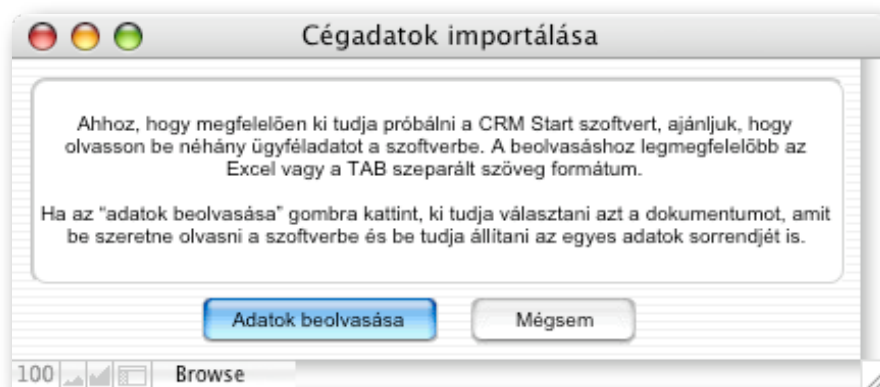 Cégadatok importálása
Ahhoz, hogy megfelelően ki tudja próbálni a CRM Start szoftvert, ajánljuk, hogy
olvasson be néhány ügyféladatot a szoftverbe. A beolvasáshoz legmegfelelőbb az
Excel vagy a TAB szeparált szöveg formátum.
Ha az “adatok beolvasása” gombra kattint, ki tudja választani azt a dokumentumot, amit
be szeretne olvasni a szoftverbe és be tudja állítani az egyes adatok sorrendjét is.
Adatok beolvasása Mégsem
100 Browse